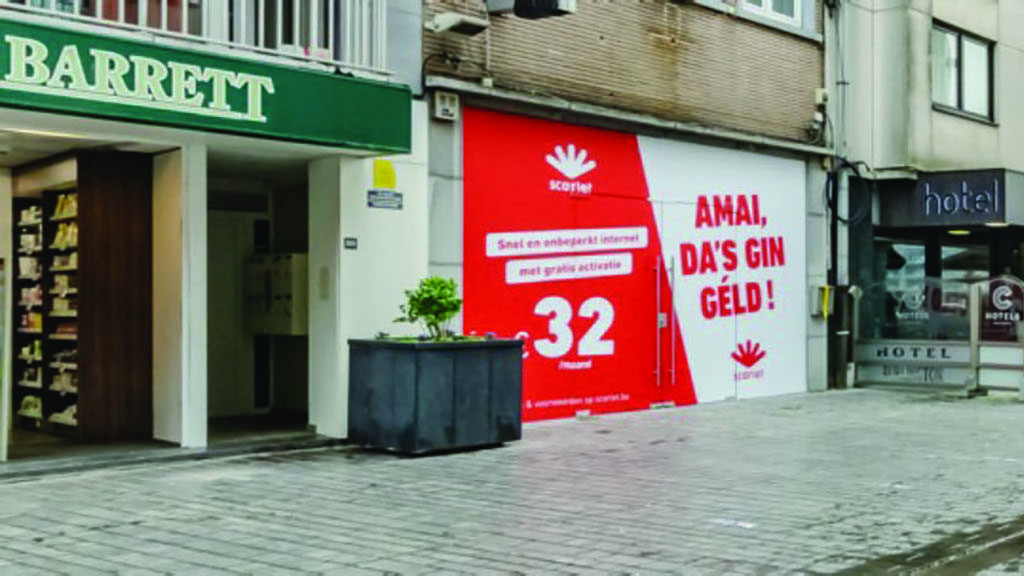 BARRETT
scarlet
Snel en onbeperkt internet
met gratis activatie
€32
/maand
& voorwaarden op scarlet.be
AMAI,
DA'S GIN
GÉLD!
scarlet
hotel
C
HOTELS
C
HOTELS
HOTEL